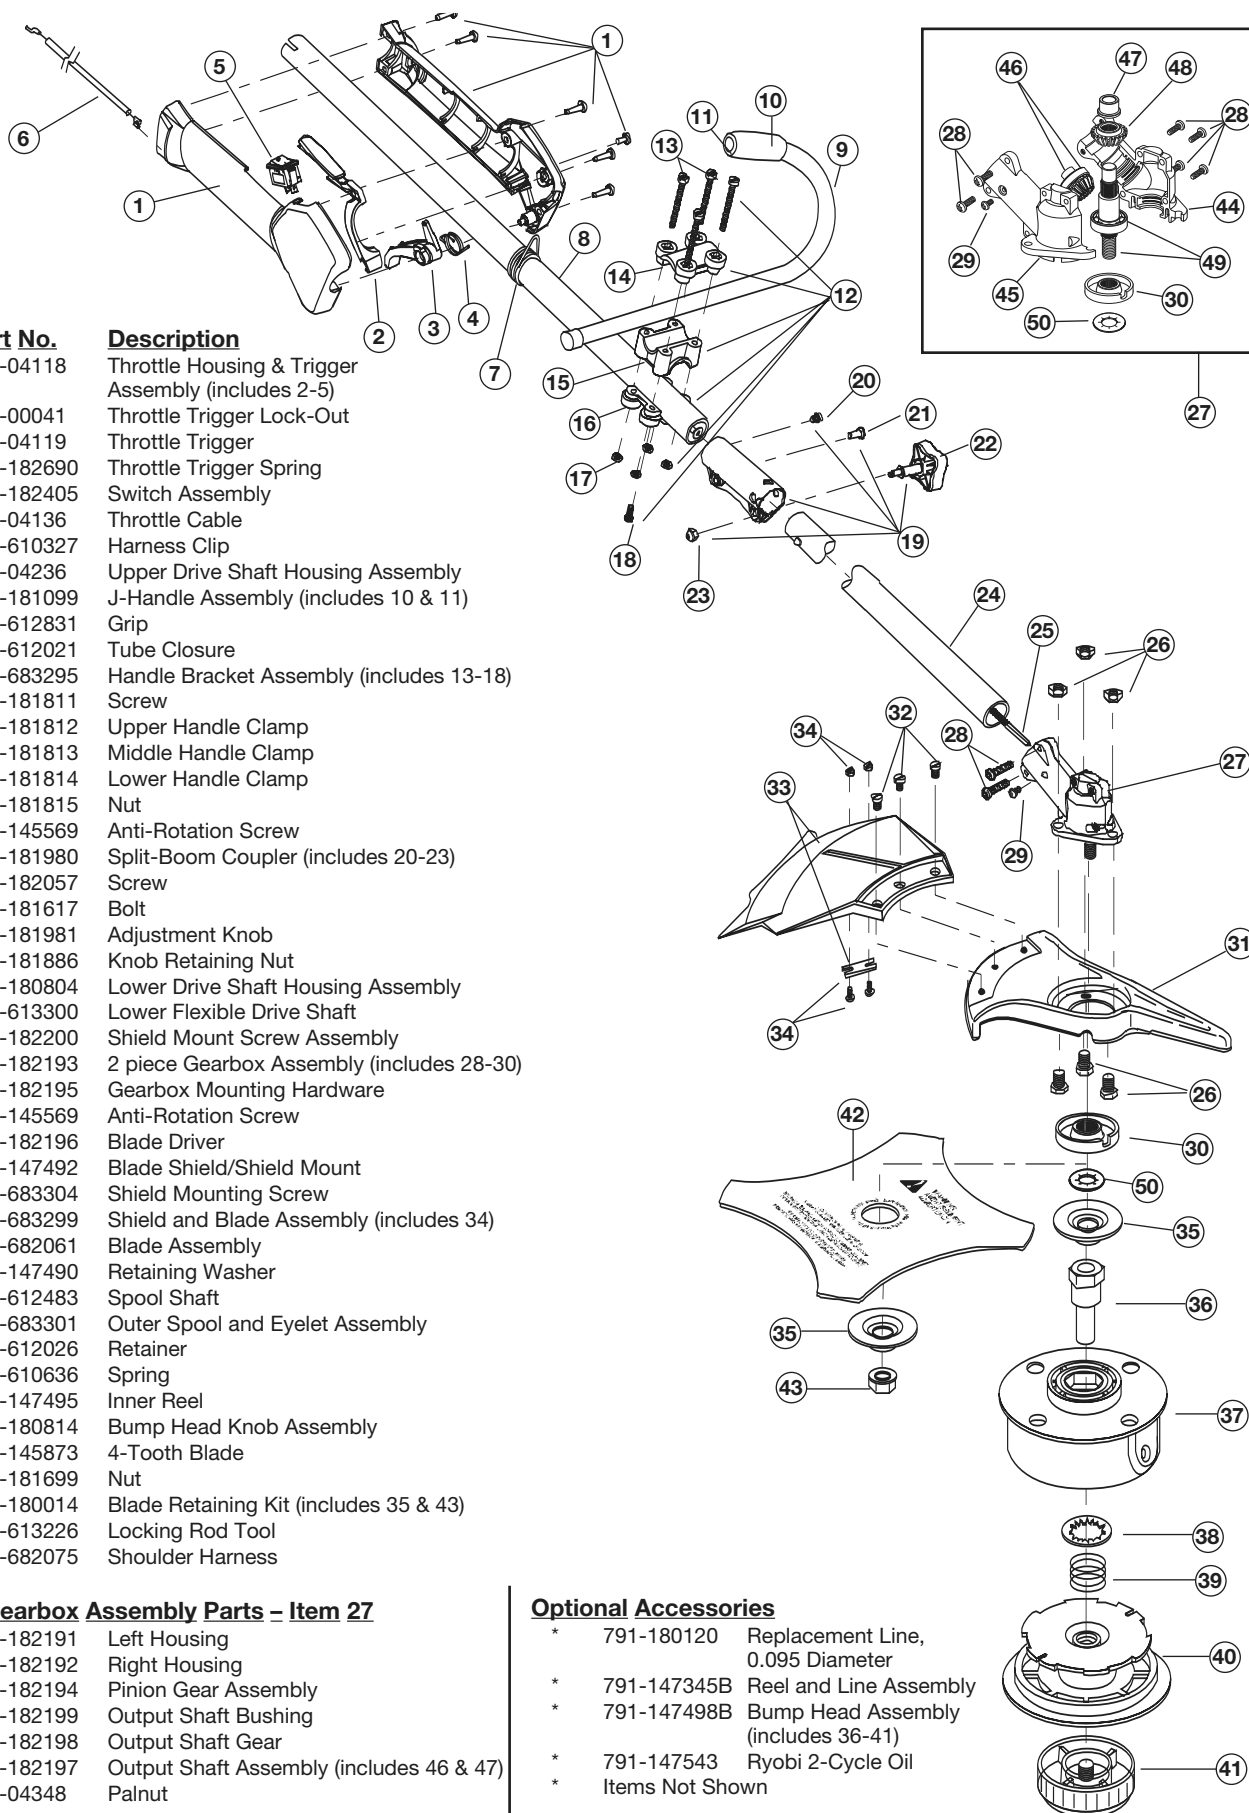 1
5
6
1
2
3
4
7
8
9
10
11
13
14
12
15
16
17
18
19
20
21
22
23
24
25
26
27
28
29
46
47
48
28
28
29
44
45
49
30
50
27
32
34
33
34
31
26
30
50
35
36
42
35
43
37
38
39
40
41
rt No. Description
-04118 Throttle Housing & Trigger
Assembly (includes 2-5)
-00041 Throttle Trigger Lock-Out
-04119 Throttle Trigger
-182690 Throttle Trigger Spring
-182405 Switch Assembly
-04136 Throttle Cable
-610327 Harness Clip
-04236 Upper Drive Shaft Housing Assembly
-181099 J-Handle Assembly (includes 10 & 11)
-612831 Grip
-612021 Tube Closure
-683295 Handle Bracket Assembly (includes 13-18)
-181811 Screw
-181812 Upper Handle Clamp
-181813 Middle Handle Clamp
-181814 Lower Handle Clamp
-181815 Nut
-145569 Anti-Rotation Screw
-181980 Split-Boom Coupler (includes 20-23)
-182057 Screw
-181617 Bolt
-181981 Adjustment Knob
-181886 Knob Retaining Nut
-180804 Lower Drive Shaft Housing Assembly
-613300 Lower Flexible Drive Shaft
-182200 Shield Mount Screw Assembly
-182193 2 piece Gearbox Assembly (includes 28-30)
-182195 Gearbox Mounting Hardware
-145569 Anti-Rotation Screw
-182196 Blade Driver
-147492 Blade Shield/Shield Mount
-683304 Shield Mounting Screw
-683299 Shield and Blade Assembly (includes 34)
-682061 Blade Assembly
-147490 Retaining Washer
-612483 Spool Shaft
-683301 Outer Spool and Eyelet Assembly
-612026 Retainer
-610636 Spring
-147495 Inner Reel
-180814 Bump Head Knob Assembly
-145873 4-Tooth Blade
-181699 Nut
-180014 Blade Retaining Kit (includes 35 & 43)
-613226 Locking Rod Tool
-682075 Shoulder Harness
earbox Assembly Parts – Item 27
-182191 Left Housing
-182192 Right Housing
-182194 Pinion Gear Assembly
-182199 Output Shaft Bushing
-182198 Output Shaft Gear
-182197 Output Shaft Assembly (includes 46 & 47)
-04348 Palnut
Optional Accessories
* 791-180120 Replacement Line,
0.095 Diameter
* 791-147345B Reel and Line Assembly
* 791-147498B Bump Head Assembly
(includes 36-41)
* 791-147543 Ryobi 2-Cycle Oil
* Items Not Shown